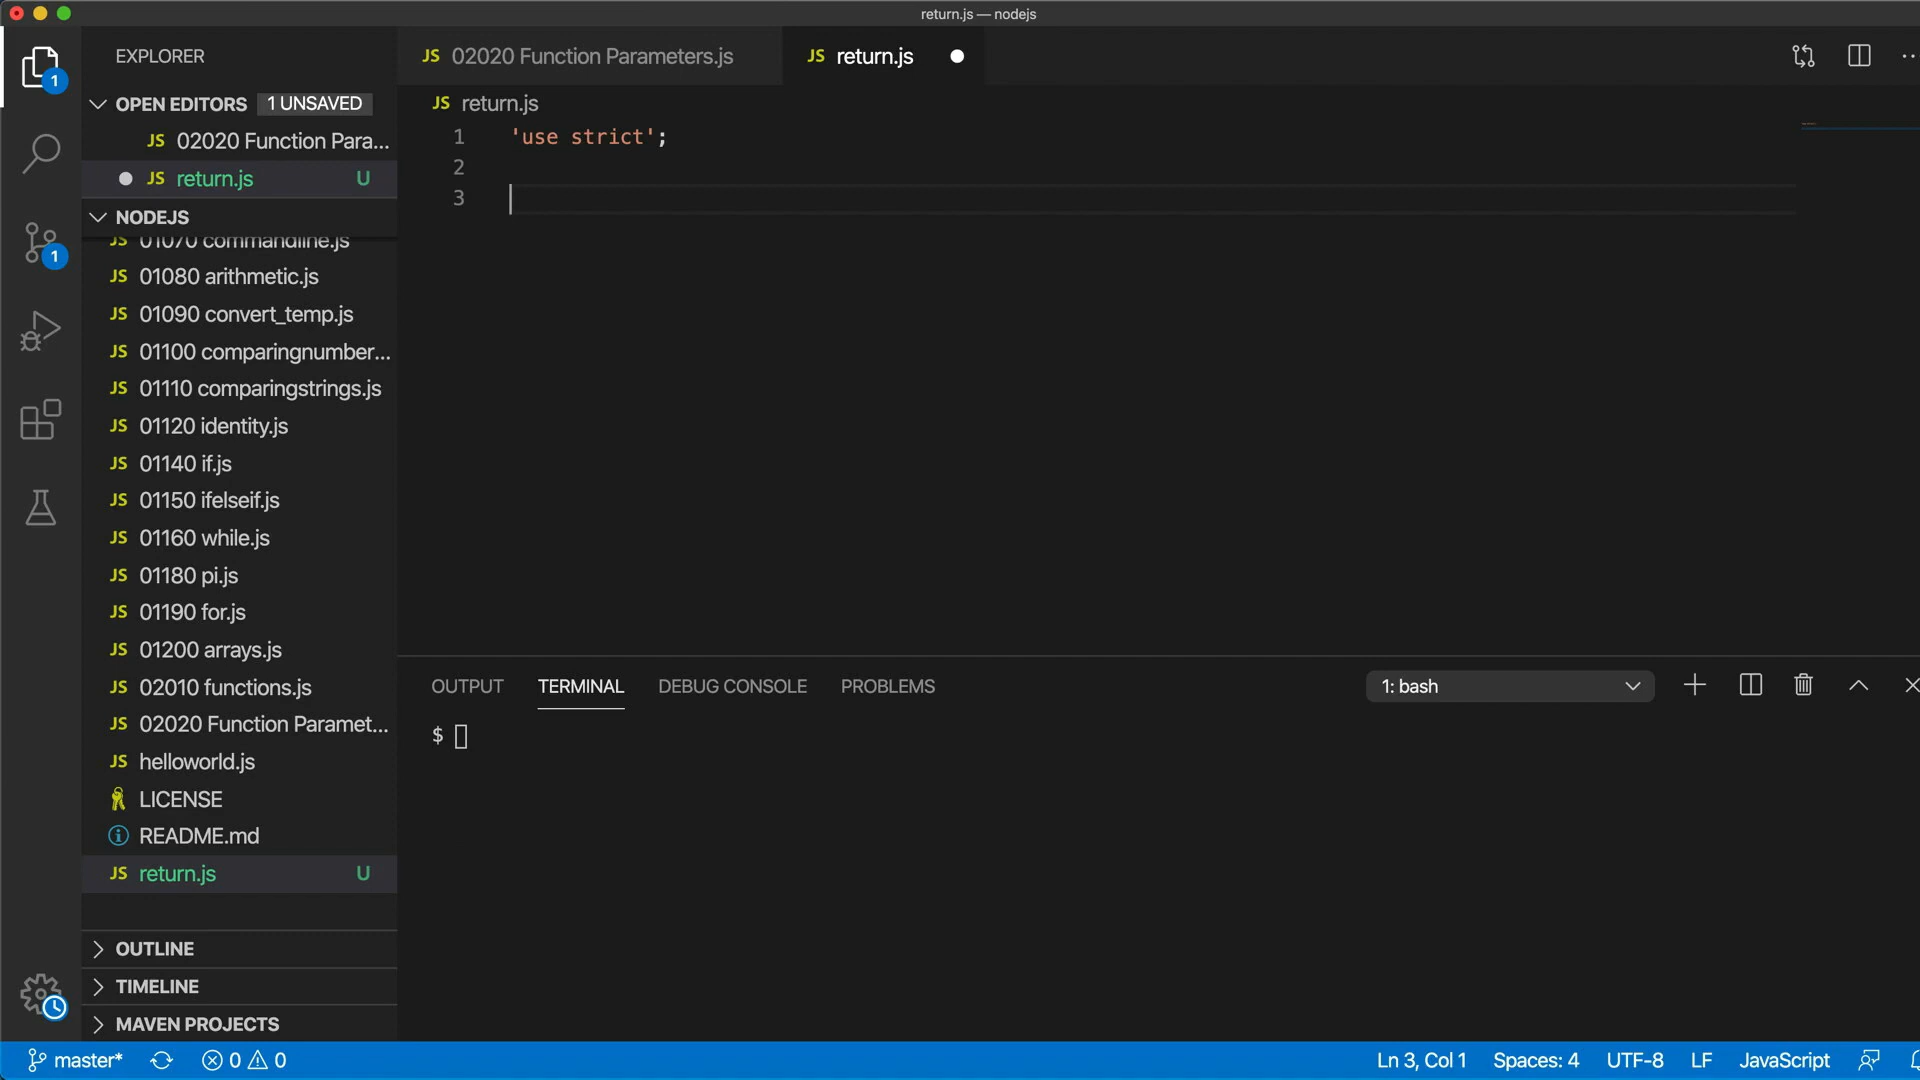 return.js — nodejs
EXPLORER
OPEN EDITORS 1 UNSAVED
JS 02020 Function Para...
JS return.js U
NODEJS
JS 01070 commandline.js
JS 01080 arithmetic.js
JS 01090 convert_temp.js
JS 01100 comparingnumber...
JS 01110 comparingstrings.js
JS 01120 identity.js
JS 01140 if.js
JS 01150 ifelseif.js
JS 01160 while.js
JS 01180 pi.js
JS 01190 for.js
JS 01200 arrays.js
JS 02010 functions.js
JS 02020 Function Paramet...
JS helloworld.js
LICENSE
README.md
JS return.js U
OUTLINE
TIMELINE
MAVEN PROJECTS
1
1
JS 02020 Function Parameters.js JS return.js
JS return.js
1 'use strict';
2
3
OUTPUT TERMINAL DEBUG CONSOLE PROBLEMS 1: bash
$
master* 0 0 Ln 3, Col 1 Spaces: 4 UTF-8 LF JavaScript